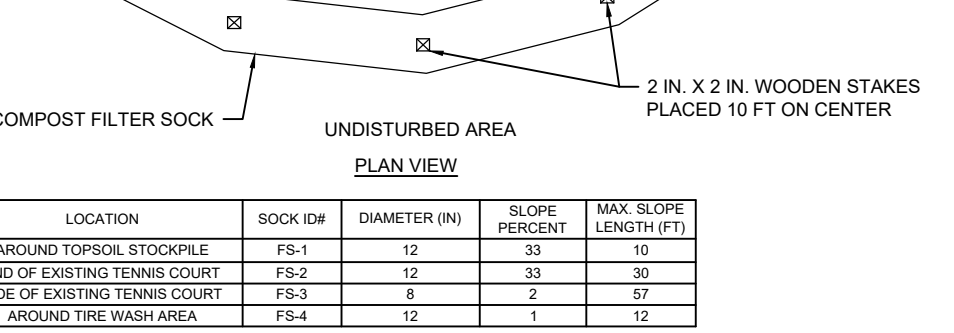 2 IN. X 2 IN. WOODEN STAKES
PLACED 10 FT ON CENTER
COMPOST FILTER SOCK
UNDISTURBED AREA
PLAN VIEW
LOCATION SOCK ID# DIAMETER (IN) SLOPE PERCENT MAX. SLOPE LENGTH (FT)
AROUND TOPSOIL STOCKPILE FS-1 12 33 10
OF EXISTING TENNIS COURT FS-2 12 33 30
OF EXISTING TENNIS COURT FS-3 8 2 57
AROUND TIRE WASH AREA FS-4 12 1 12